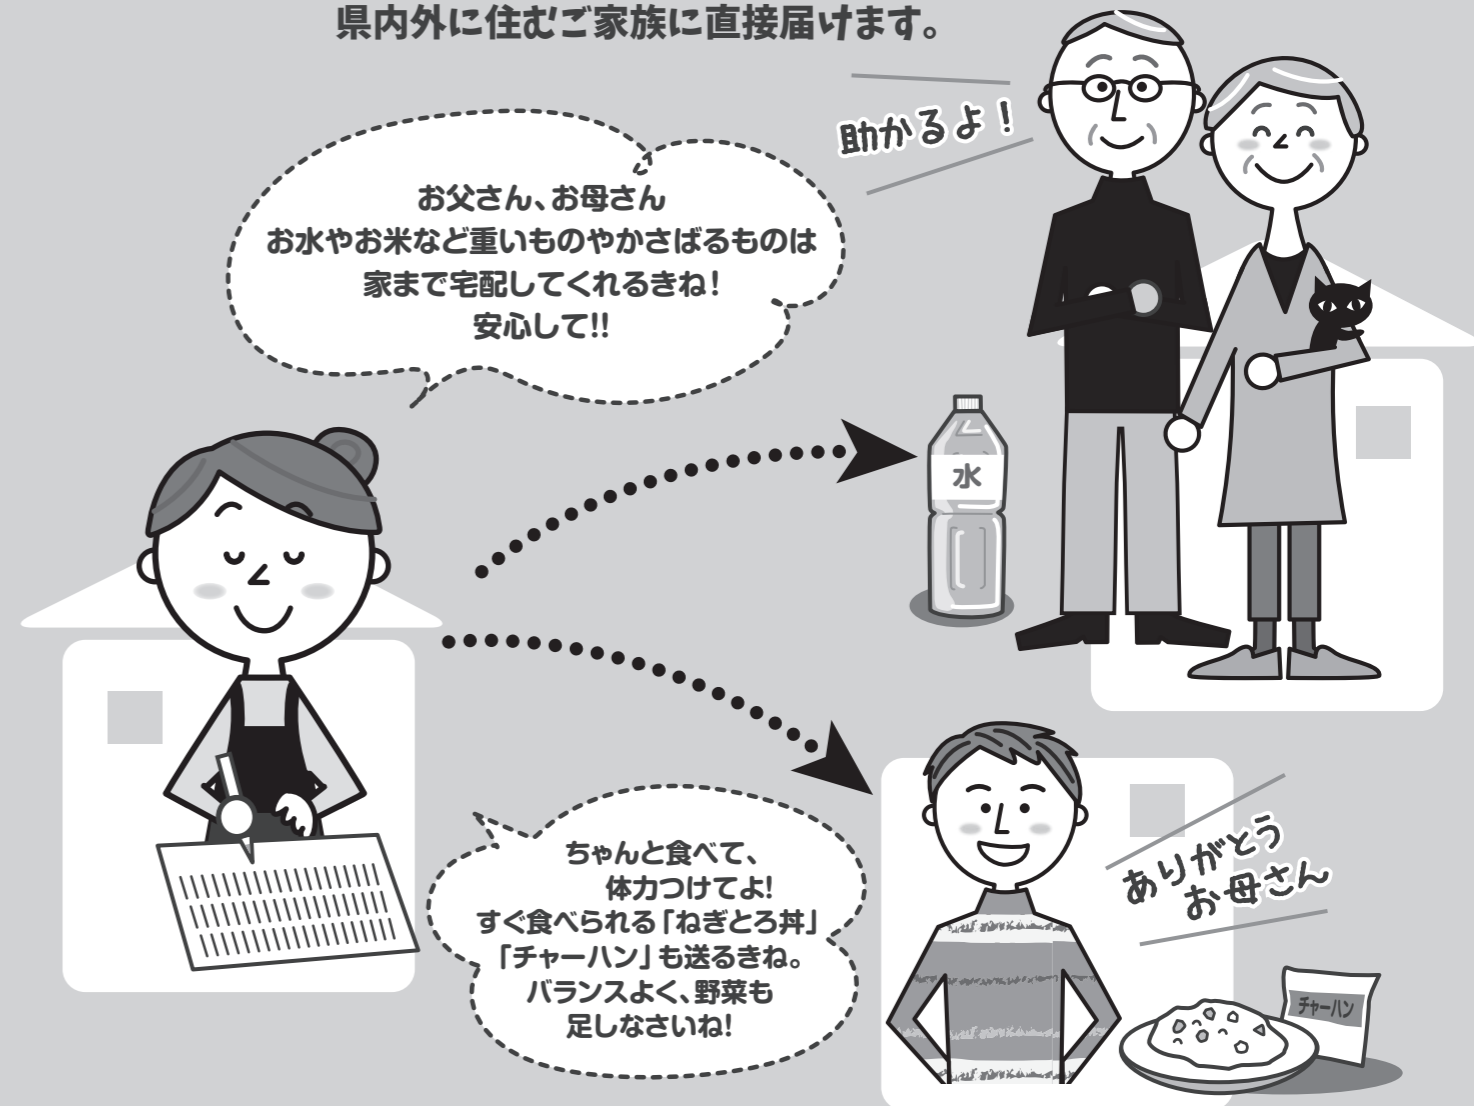 県内外に住むご家族に直接届けます。
助かるよ！
お父さん、お母さん
お水やお米など重いものやかさばるものは
家まで宅配してくれるきね！
安心して!!
水
ちゃんと食べて、
体力つけてよ！
すぐ食べられる「ねぎとろ丼」
「チャーハン」も送るきね。
バランスよく、野菜も
足しなさいね！
ありがとう
お母さん
チャーハン